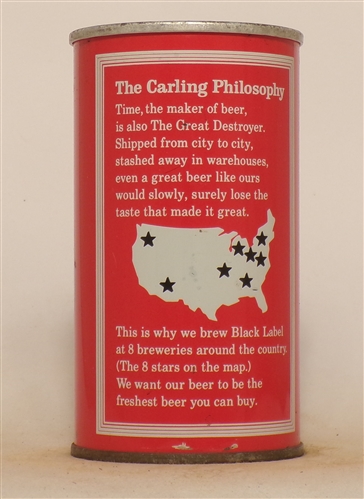 The Carling Philosophy
Time, the maker of beer,
is also The Great Destroyer.
Shipped from city to city,
stashed away in warehouses,
even a great beer like ours
would slowly, surely lose the
taste that made it great.
This is why we brew Black Label
at 8 breweries around the country.
(The 8 stars on the map.)
We want our beer to be the
freshest beer you can buy.